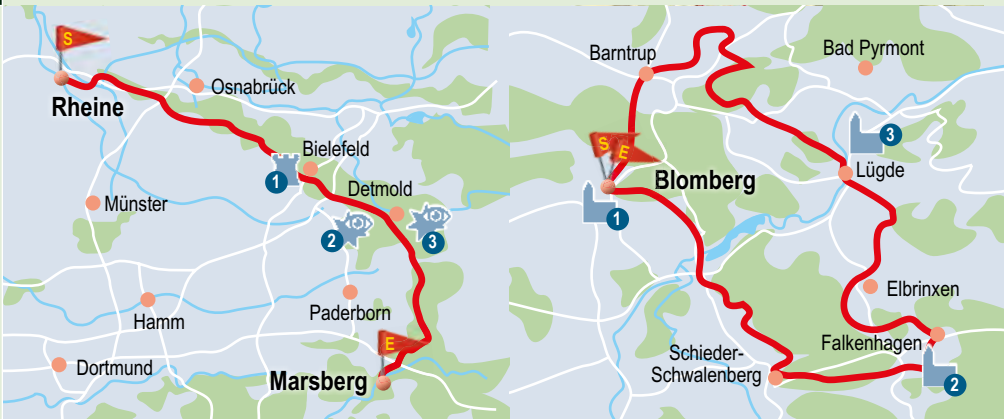 S
Rheine
Osnabrück
Bielefeld
1
Münster
Detmold
2
3
Hamm
Paderborn
Dortmund
E
Marsberg
Barntrup
Bad Pyrmont
S
E
Blomberg
1
3
Lügde
Elbrinxen
Falkenhagen
Schieder-
Schwalenberg
2